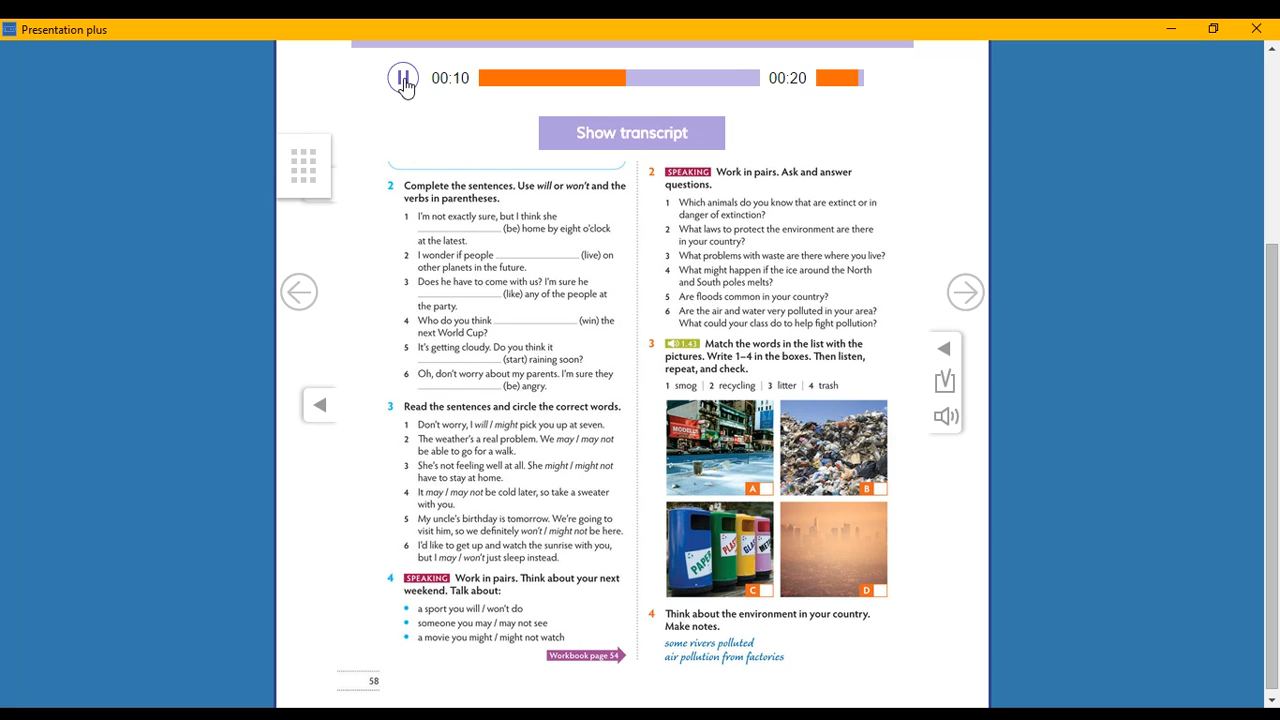 Presentation plus
00:10
00:20
Show transcript
2 Complete the sentences. Use will or won't and the
verbs in parentheses.
1 I'm not exactly sure, but I think she
____________ (be) home by eight o'clock
at the latest.
2 I wonder if people ____________ (live) on
other planets in the future.
3 Does he have to come with us? I'm sure he
____________ (like) any of the people at
the party.
4 Who do you think ____________ (win) the
next World Cup?
5 It's getting cloudy. Do you think it
____________ (start) raining soon?
6 Oh, don't worry about my parents. I'm sure they
____________ (be) angry.
3 Read the sentences and circle the correct words.
1 Don't worry, I will / might pick you up at seven.
2 The weather's a real problem. We may / may not
be able to go for a walk.
3 She's not feeling well at all. She might / might not
have to stay at home.
4 It may / may not be cold later, so take a sweater
with you.
5 My uncle's birthday is tomorrow. We're going to
visit him, so we definitely won't / might not be here.
6 I'd like to get up and watch the sunrise with you,
but I may / won't just sleep instead.
4 SPEAKING Work in pairs. Think about your next
weekend. Talk about:
• a sport you will / won't do
• someone you may / may not see
• a movie you might / might not watch
Workbook page 54
58
2 SPEAKING Work in pairs. Ask and answer
questions.
1 Which animals do you know that are extinct or in
danger of extinction?
2 What laws to protect the environment are there
in your country?
3 What problems with waste are there where you live?
4 What might happen if the ice around the North
and South poles melts?
5 Are floods common in your country?
6 Are the air and water very polluted in your area?
What could your class do to help fight pollution?
3 1.43 Match the words in the list with the
pictures. Write 1–4 in the boxes. Then listen,
repeat, and check.
1 smog | 2 recycling | 3 litter | 4 trash
MODELL
A
B
PAPER
PLAS
GLA
MET
C
D
4 Think about the environment in your country.
Make notes.
some rivers polluted
air pollution from factories